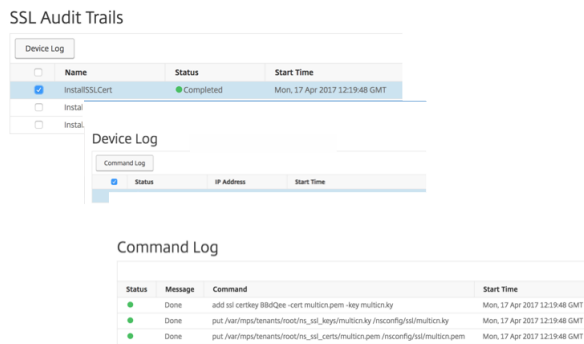 SSL Audit Trails
Device Log
Name Status Start Time
InstallSSLCert Completed Mon, 17 Apr 2017 12:19:48 GMT
Instal
Instal
Device Log
Command Log
Status IP Address Start Time
Command Log
Status Message Command Start Time
Done add ssl certkey BBdQee -cert multicn.pem -key multicn.ky Mon, 17 Apr 2017 12:19:48 GMT
Done put /var/mps/tenants/root/ns_ssl_keys/multicn.ky /nsconfig/ssl/multicn.ky Mon, 17 Apr 2017 12:19:48 GMT
Done put /var/mps/tenants/root/ns_ssl_certs/multicn.pem /nsconfig/ssl/multicn.pem Mon, 17 Apr 2017 12:19:48 GMT